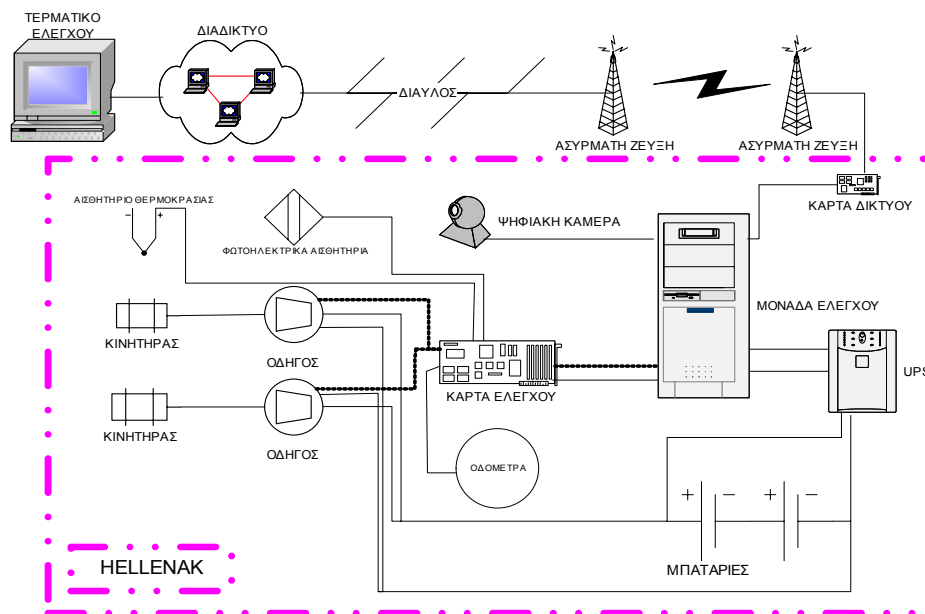 ΤΕΡΜΑΤΙΚΟ
ΕΛΕΓΧΟΥ
ΔΙΑΔΙΚΤΥΟ
ΔΙΑΥΛΟΣ
ΑΣΥΡΜΑΤΗ ΖΕΥΞΗ
ΑΣΥΡΜΑΤΗ ΖΕΥΞΗ
ΚΑΡΤΑ ΔΙΚΤΥΟΥ
ΑΙΣΘΗΤΗΡΙΟ ΘΕΡΜΟΚΡΑΣΙΑΣ
− +
ΦΩΤΟΗΛΕΚΤΡΙΚΑ ΑΙΣΘΗΤΗΡΙΑ
ΨΗΦΙΑΚΗ ΚΑΜΕΡΑ
ΜΟΝΑΔΑ ΕΛΕΓΧΟΥ
ΚΙΝΗΤΗΡΑΣ
ΟΔΗΓΟΣ
UPS
ΚΑΡΤΑ ΕΛΕΓΧΟΥ
ΚΙΝΗΤΗΡΑΣ
ΟΔΗΓΟΣ
ΟΔΟΜΕΤΡΑ
+ − + −
ΜΠΑΤΑΡΙΕΣ
HELLENAK